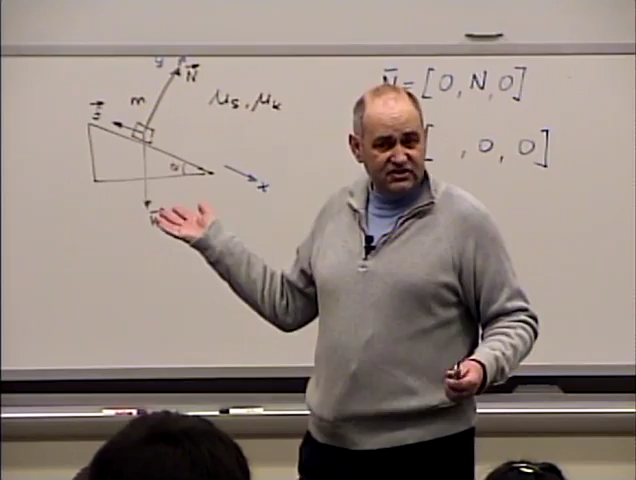 y
N
m
μs, μk
N = [0, N, 0]
f
[ , 0, 0]
α
x
W